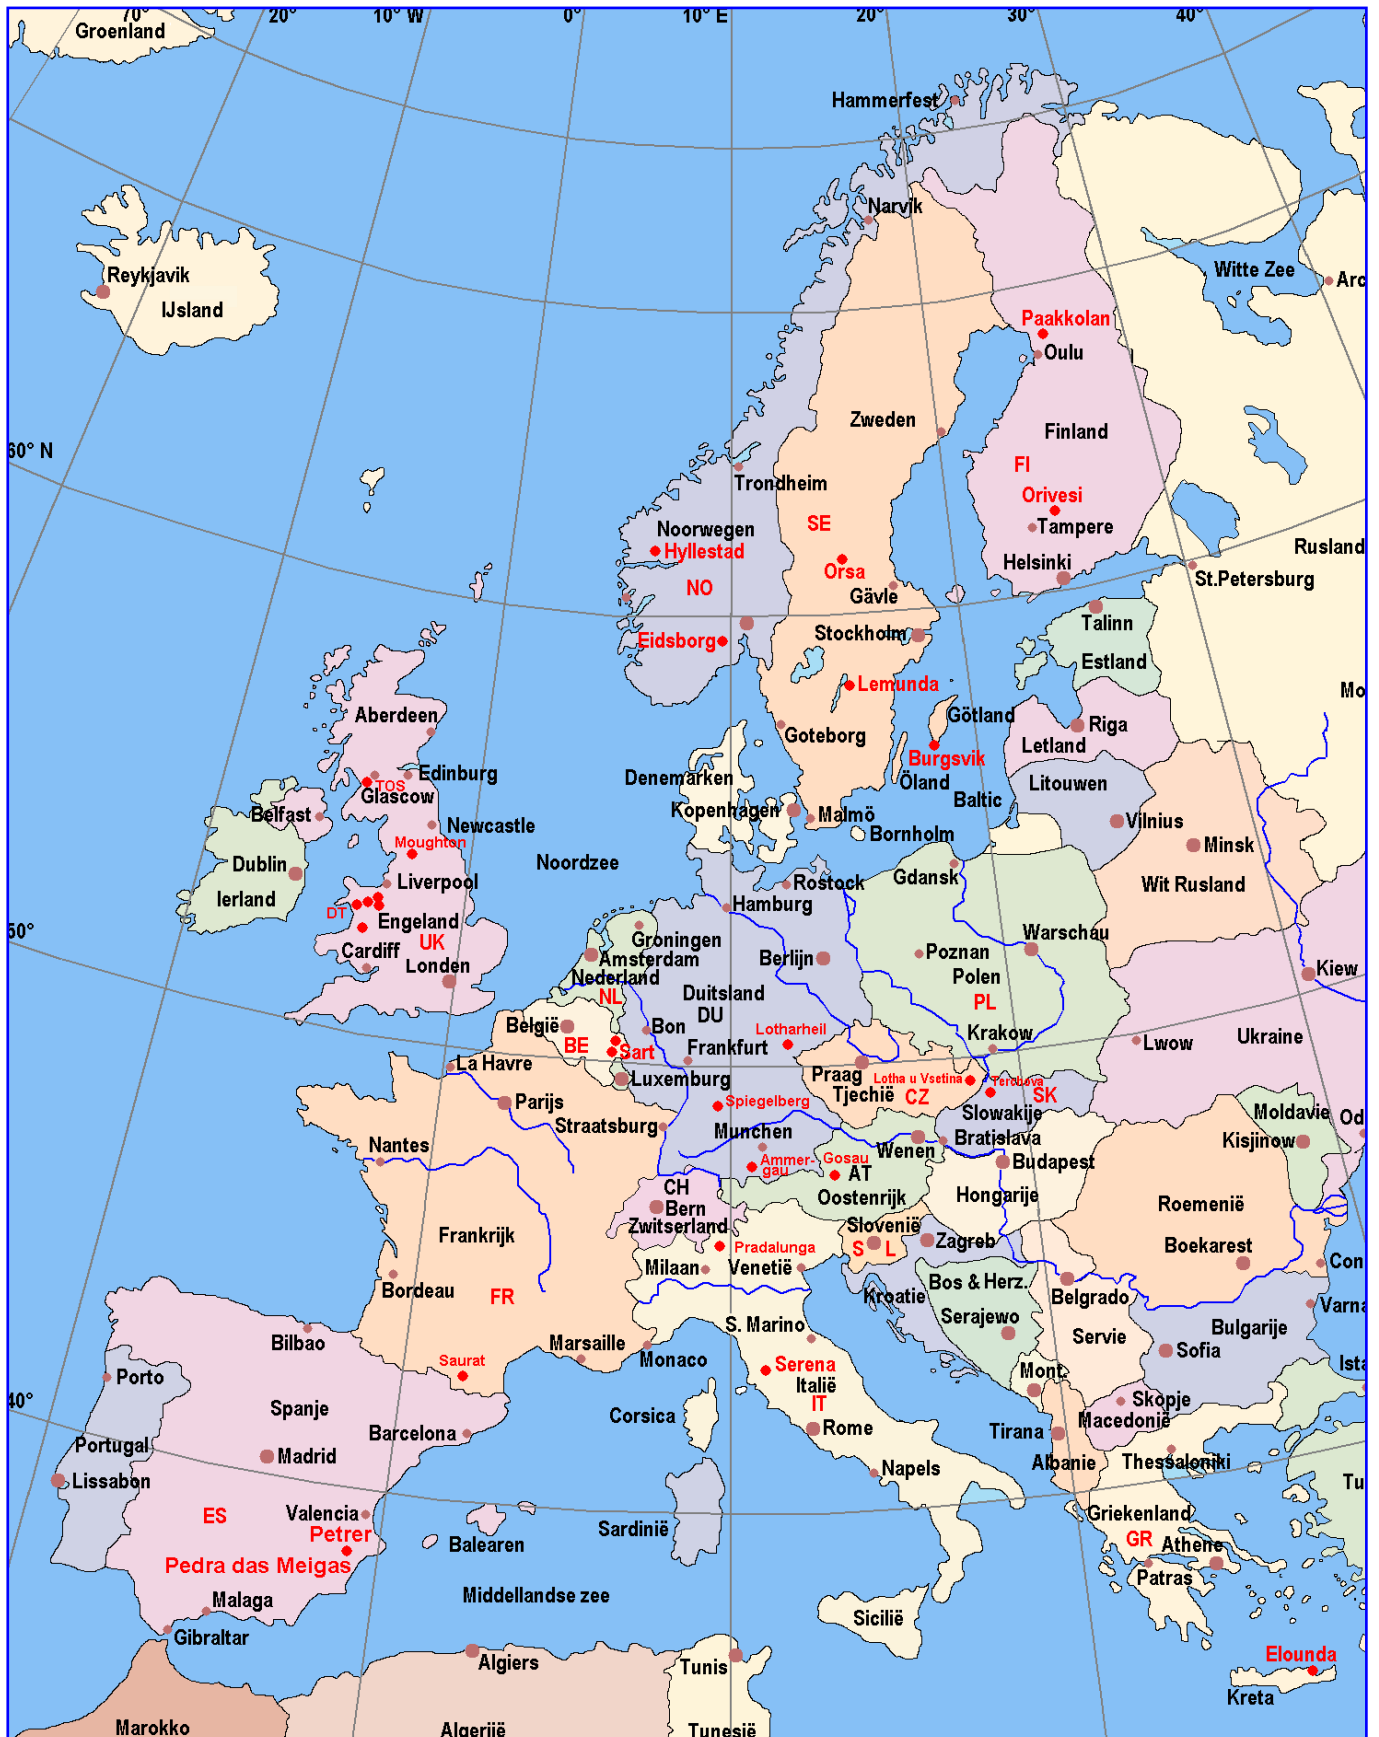 70°
20°
10° W
0°
10° E
20°
30°
40°
Groenland
Hammerfest
Narvik
Reykjavik
IJsland
Witte Zee
Arc
Paakkolan
Oulu
Zweden
Finland
60° N
FI
Trondheim
Orivesi
SE
Tampere
Noorwegen
Hyllestad
Rusland
Helsinki
Orsa
St.Petersburg
NO
Gävle
Talinn
Stockholm
Eidsborg
Estland
Lemunda
Mo
Aberdeen
Götland
Riga
Goteborg
Letland
Burgsvik
Edinburg
Denemarken
Öland
Litouwen
TOS
Glascow
Baltic
Kopenhagen
Malmö
Belfast
Vilnius
Newcastle
Bornholm
Moughton
Minsk
Noordzee
Dublin
Gdansk
Liverpool
Rostock
Wit Rusland
Ierland
Hamburg
DT
Engeland
50°
Warschau
UK
Groningen
Cardiff
Amsterdam
Berlijn
Poznan
Londen
Kiew
Nederland
Polen
NL
Duitsland
PL
DU
België
Bon
Lotharheil
Krakow
Ukraine
BE
Sart
Frankfurt
Lwow
La Havre
Praag
Luxemburg
Lotha u Vsetina
Terchova
Tjechië
CZ
SK
Parijs
Spiegelberg
Slowakije
Moldavie
Od
Straatsburg
Munchen
Bratislava
Kisjinow
Nantes
Wenen
Gosau
Ammer-
gau
Budapest
AT
CH
Oostenrijk
Hongarije
Bern
Roemenië
Zwitserland
Slovenië
Frankrijk
Zagreb
S L
Pradalunga
Boekarest
Milaan
Venetië
Con
Bordeau
Bos & Herz.
FR
Kroatie
Belgrado
Varna
Serajewo
S. Marino
Bulgarije
Bilbao
Marsaille
Servie
Monaco
Sofia
Saurat
Serena
Ista
Porto
Italië
Mont.
40°
IT
Skopje
Spanje
Corsica
Macedonië
Barcelona
Rome
Tirana
Portugal
Madrid
Albanie
Thessaloniki
Napels
Lissabon
Tu
ES
Valencia
Griekenland
Petrer
Sardinië
GR
Athene
Balearen
Pedra das Meigas
Patras
Middellandse zee
Malaga
Sicilië
Gibraltar
Elounda
Algiers
Tunis
Kreta
Marokko
Algerijë
Tunesië